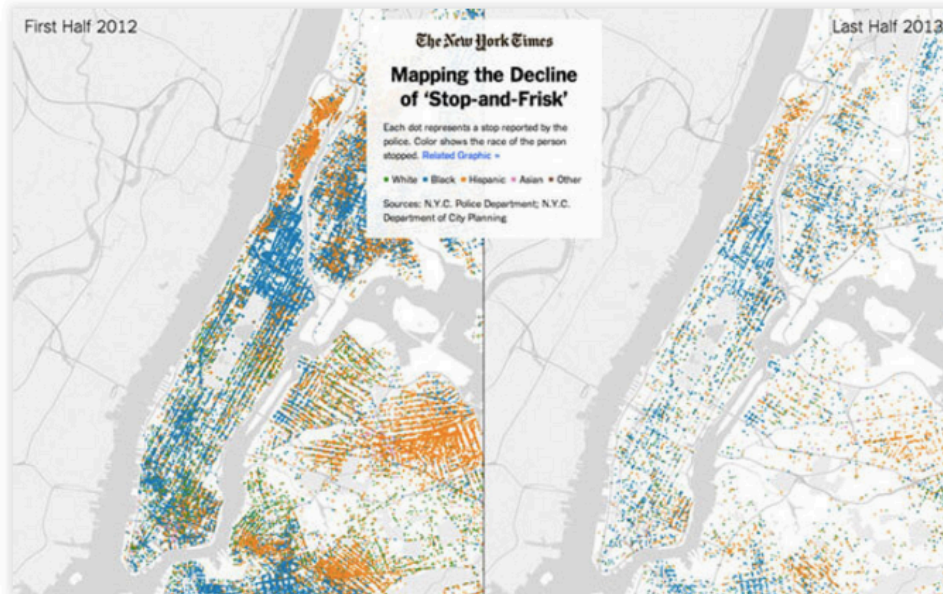 First Half 2012
The New York Times
Last Half 2013
Mapping the Decline
of ‘Stop-and-Frisk’
Each dot represents a stop reported by the
police. Color shows the race of the person
stopped. Related Graphic »
White Black Hispanic Asian Other
Sources: N.Y.C. Police Department; N.Y.C.
Department of City Planning